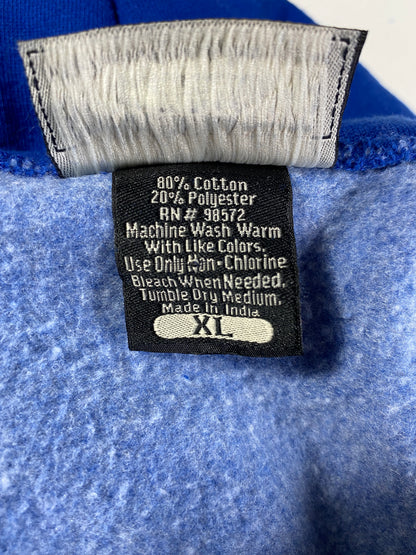 80% Cotton
20% Polyester
RN# 98572
Machine Wash Warm
With Like Colors.
Use Only Non-Chlorine
Bleach When Needed.
Tumble Dry Medium.
Made in India
XL